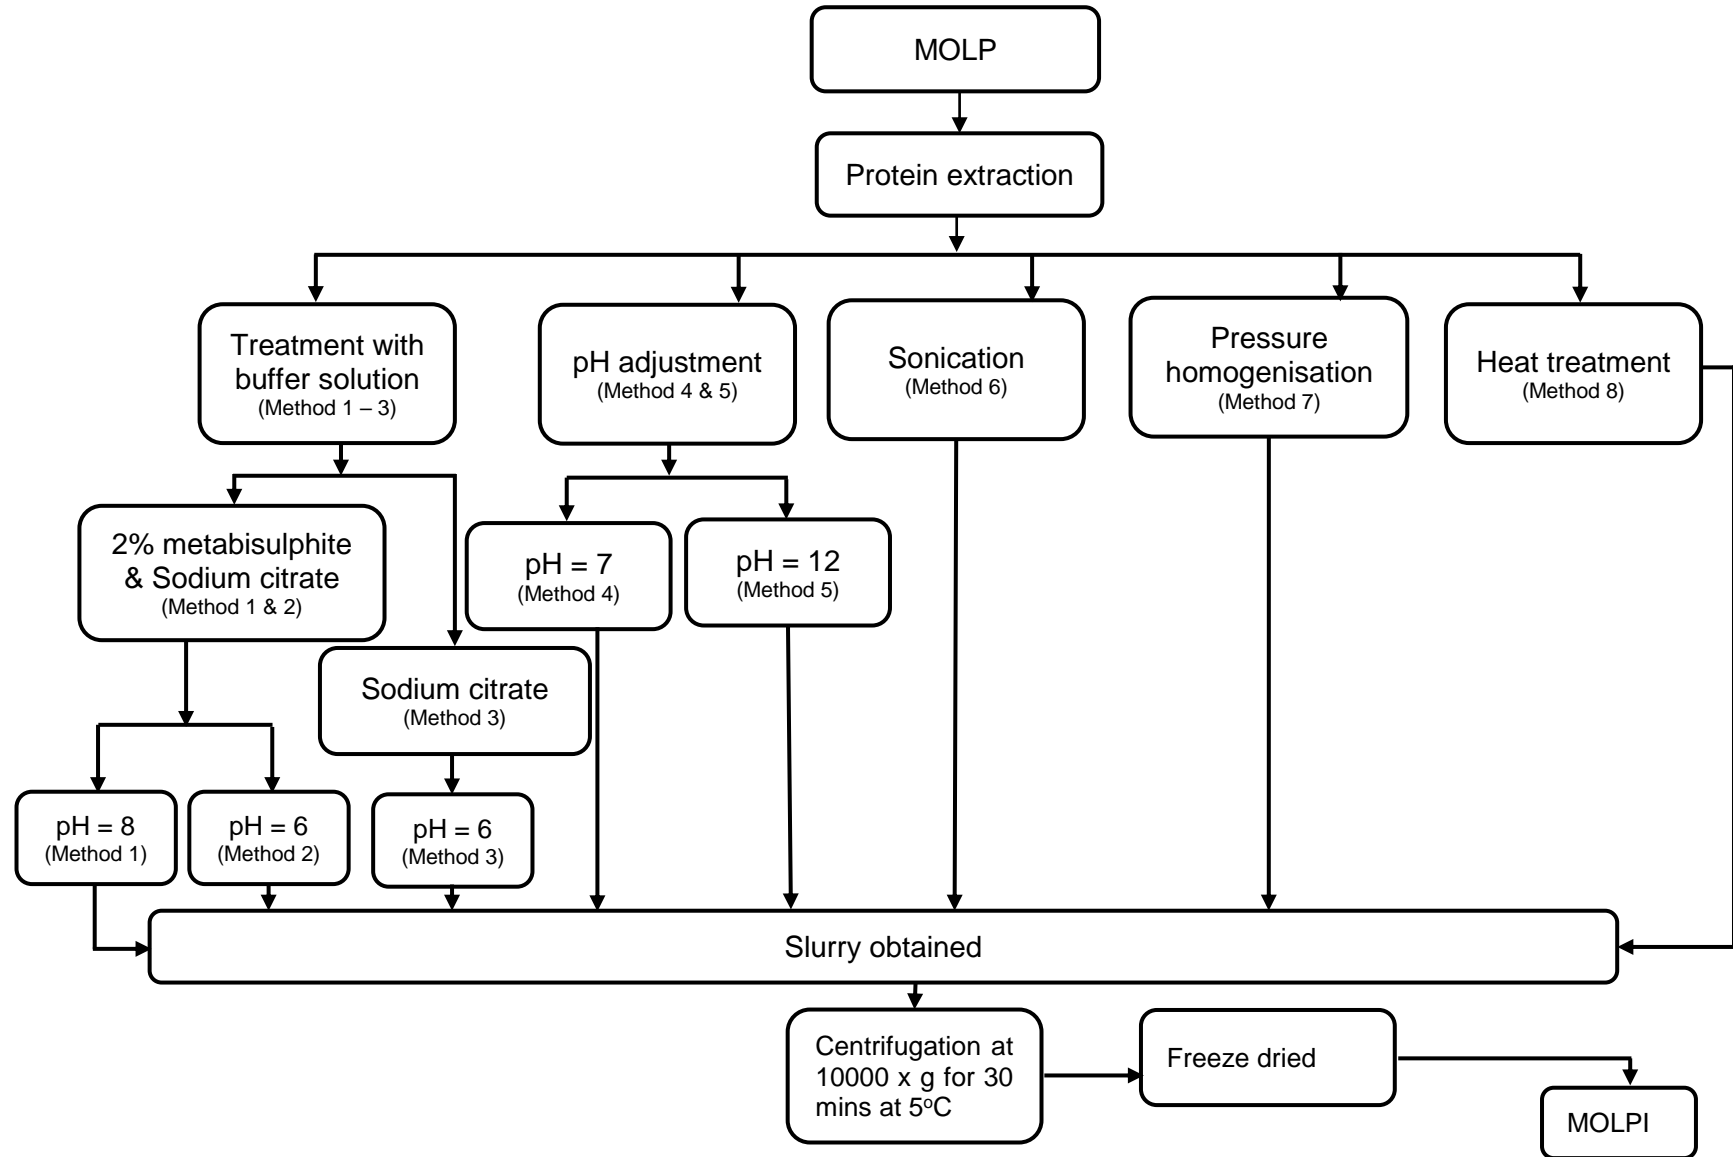 MOLP
Protein extraction
Treatment with
buffer solution
(Method 1 – 3)
pH adjustment
(Method 4 & 5)
Sonication
(Method 6)
Pressure
homogenisation
(Method 7)
Heat treatment
(Method 8)
2% metabisulphite
& Sodium citrate
(Method 1 & 2)
pH = 7
(Method 4)
pH = 12
(Method 5)
Sodium citrate
(Method 3)
pH = 8
(Method 1)
pH = 6
(Method 2)
pH = 6
(Method 3)
Slurry obtained
Centrifugation at
10000 x g for 30
mins at 5ºC
Freeze dried
MOLPI